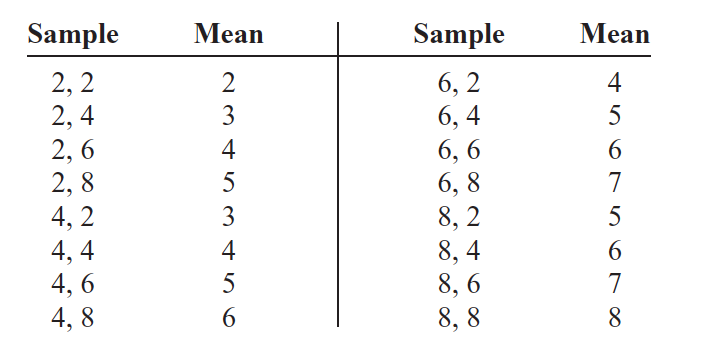 Sample Mean Sample Mean
2, 2 2 6, 2 4
2, 4 3 6, 4 5
2, 6 4 6, 6 6
2, 8 5 6, 8 7
4, 2 3 8, 2 5
4, 4 4 8, 4 6
4, 6 5 8, 6 7
4, 8 6 8, 8 8